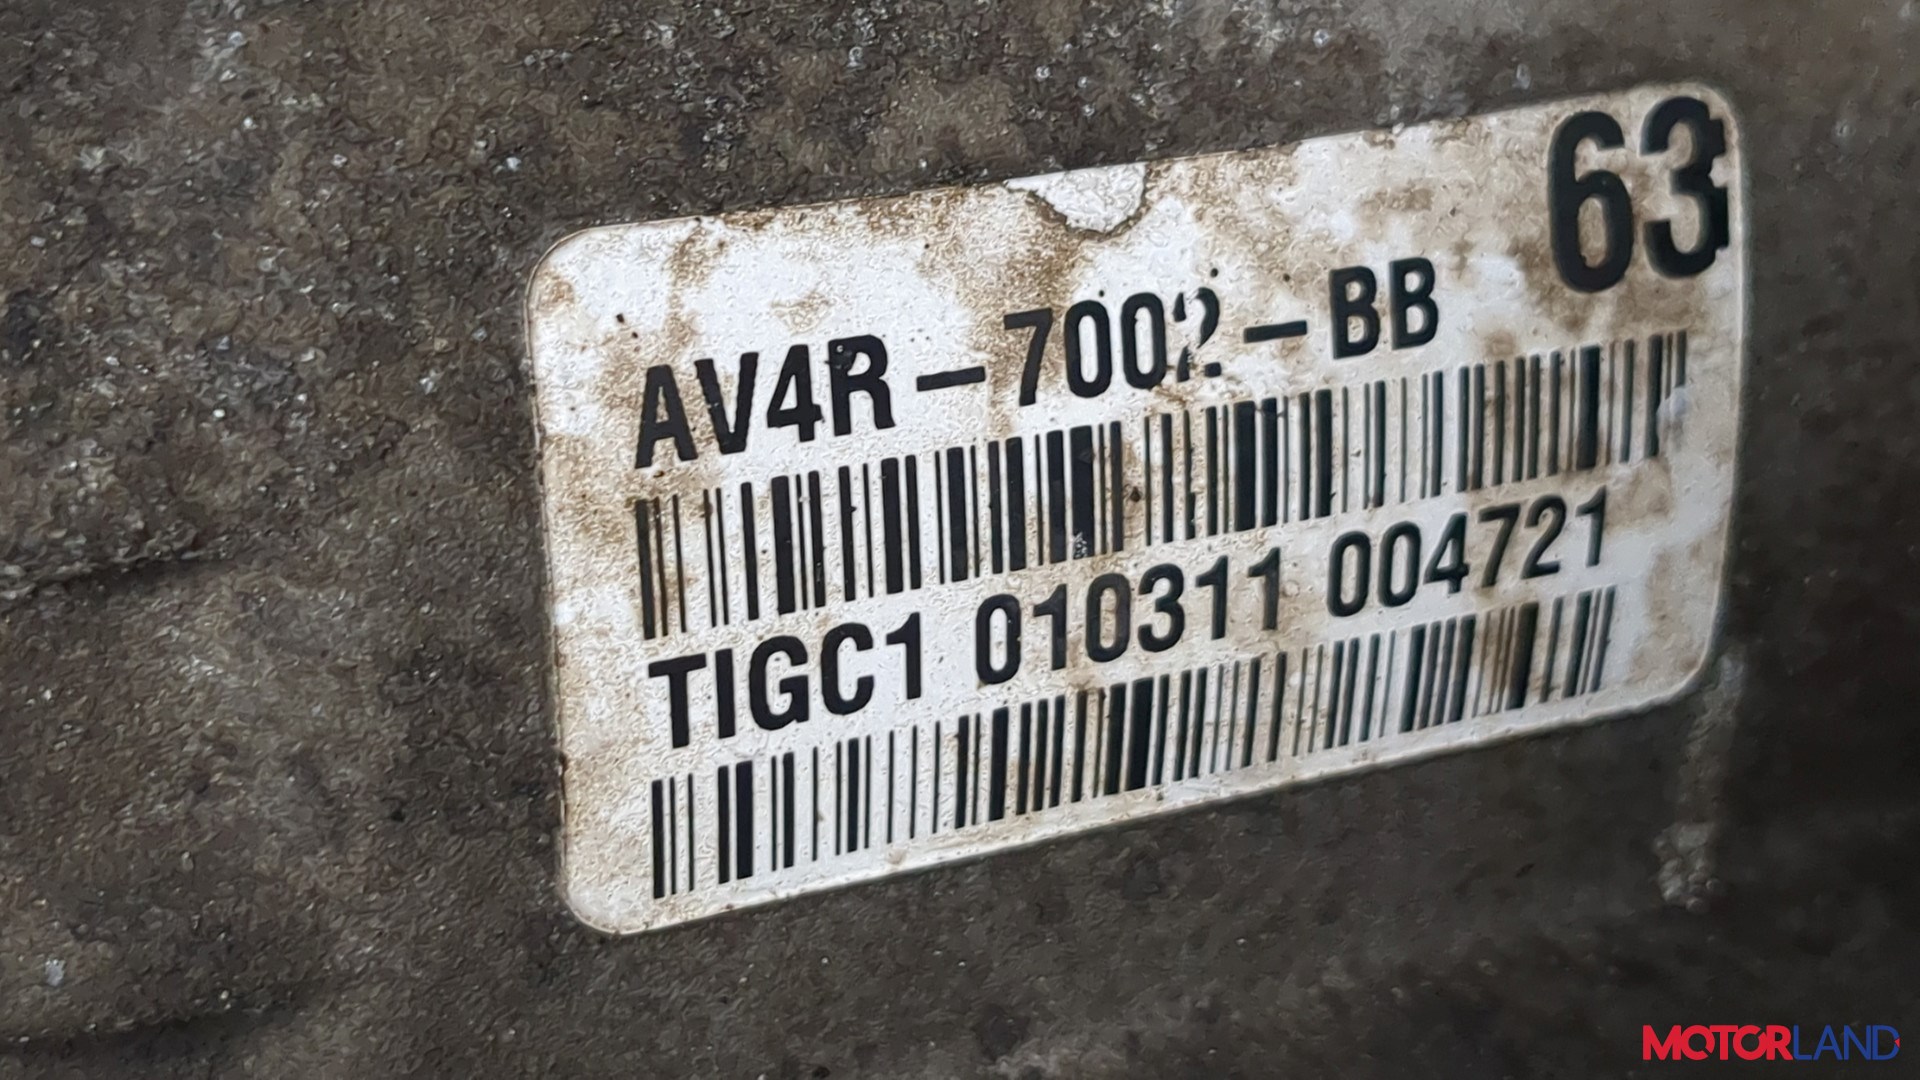 63
AV4R-7002-BB
TIGC1 010311 004721
MOTORLAND